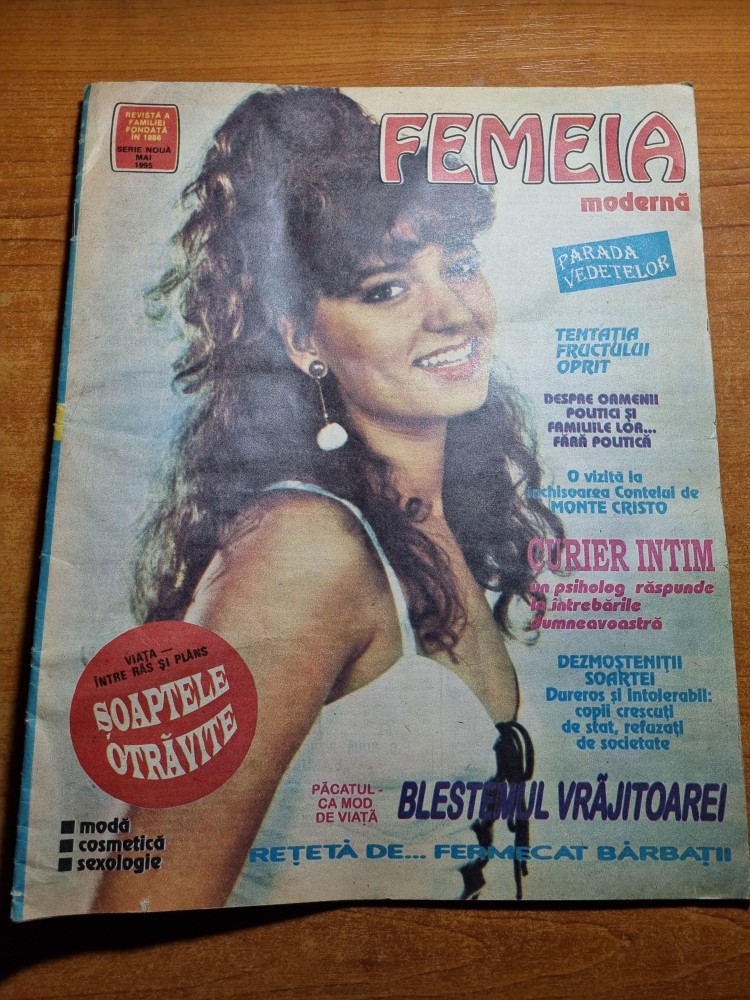 REVISTĂ A
FAMILIEI
FONDATĂ
ÎN 1886
SERIE NOUĂ
MAI
1995
FEMEIA
modernă
PARADA
VEDETELOR
TENTAȚIA
FRUCTULUI
OPRIT
DESPRE OAMENII
POLITICI ȘI
FAMILIILE LOR...
FĂRĂ POLITICĂ
O vizită la
închisoarea Contelui de
MONTE CRISTO
CURIER INTIM
un psiholog răspunde
la întrebările
dumneavoastră
DEZMOȘTENIȚII
SOARTEI
Dureros și intolerabil:
copii crescuți
de stat, refuzați
de societate
VIAȚA —
ÎNTRE RÂS ȘI PLÂNS
ȘOAPTELE
OTRĂVITE
PĂCATUL -
CA MOD
DE VIAȚĂ
BLESTEMUL VRĂJITOAREI
■ modă
■ cosmetică
■ sexologie
REȚETĂ DE... FERMECAT BĂRBAȚII